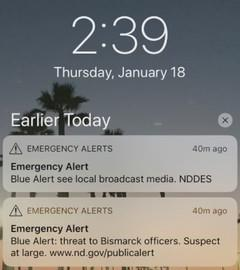 2:39
Thursday, January 18
Earlier Today
EMERGENCY ALERTS 40m ago
Emergency Alert
Blue Alert see local broadcast media. NDDES
EMERGENCY ALERTS 40m ago
Emergency Alert
Blue Alert: threat to Bismarck officers. Suspect
at large. www.nd.gov/publicalert